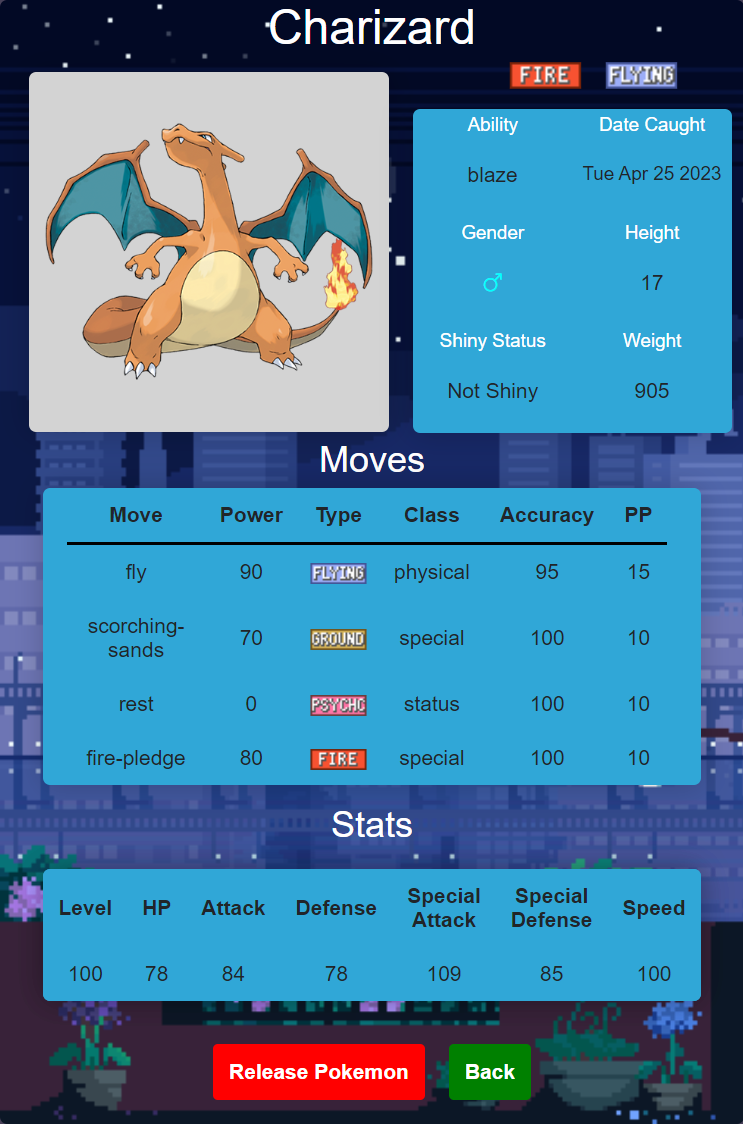 Charizard
FIRE FLYING
Ability Date Caught
blaze Tue Apr 25 2023
Gender Height
♂ 17
Shiny Status Weight
Not Shiny 905
Moves
Move Power Type Class Accuracy PP
fly 90 FLYING physical 95 15
scorching-
sands 70 GROUND special 100 10
rest 0 PSYCHC status 100 10
fire-pledge 80 FIRE special 100 10
Stats
Level HP Attack Defense Special Attack Special Defense Speed
100 78 84 78 109 85 100
Release Pokemon Back